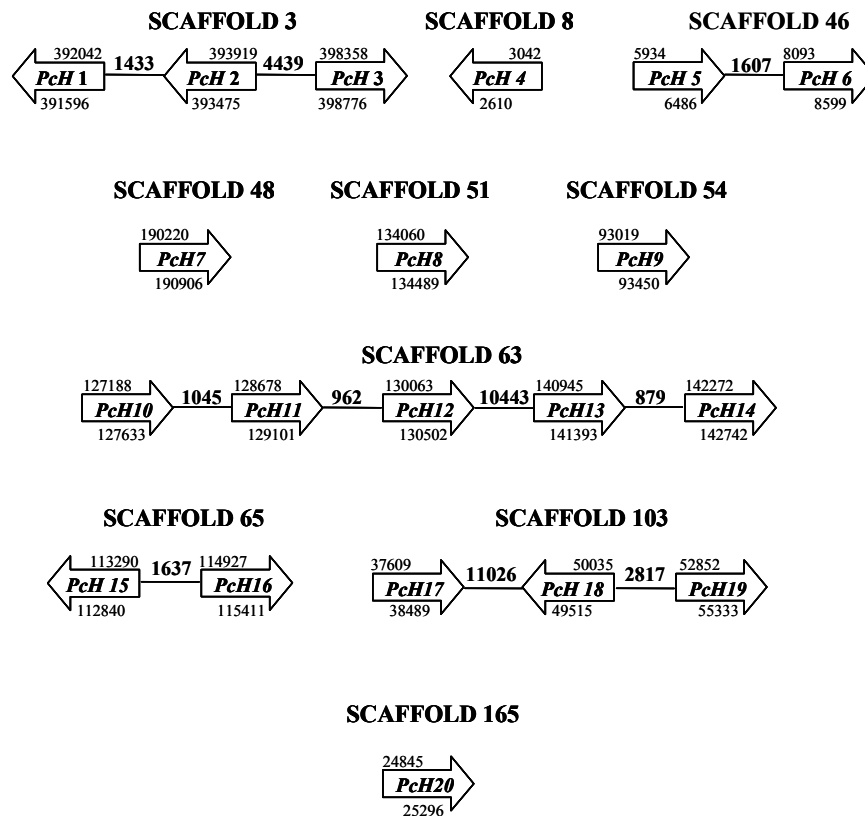 SCAFFOLD 3 SCAFFOLD 8 SCAFFOLD 46
392042 1433 393919 4439 398358 3042 5934 1607 8093
PcH 1 PcH 2 PcH 3 PcH 4 PcH 5 PcH 6
391596 393475 398776 2610 6486 8599
SCAFFOLD 48 SCAFFOLD 51 SCAFFOLD 54
190220 134060 93019
PcH7 PcH8 PcH9
190906 134489 93450
SCAFFOLD 63
127188 1045 128678 962 130063 10443 140945 879 142272
PcH10 PcH11 PcH12 PcH13 PcH14
127633 129101 130502 141393 142742
SCAFFOLD 65 SCAFFOLD 103
113290 1637 114927 37609 11026 50035 2817 52852
PcH 15 PcH16 PcH17 PcH 18 PcH19
112840 115411 38489 49515 55333
SCAFFOLD 165
24845
PcH20
25296